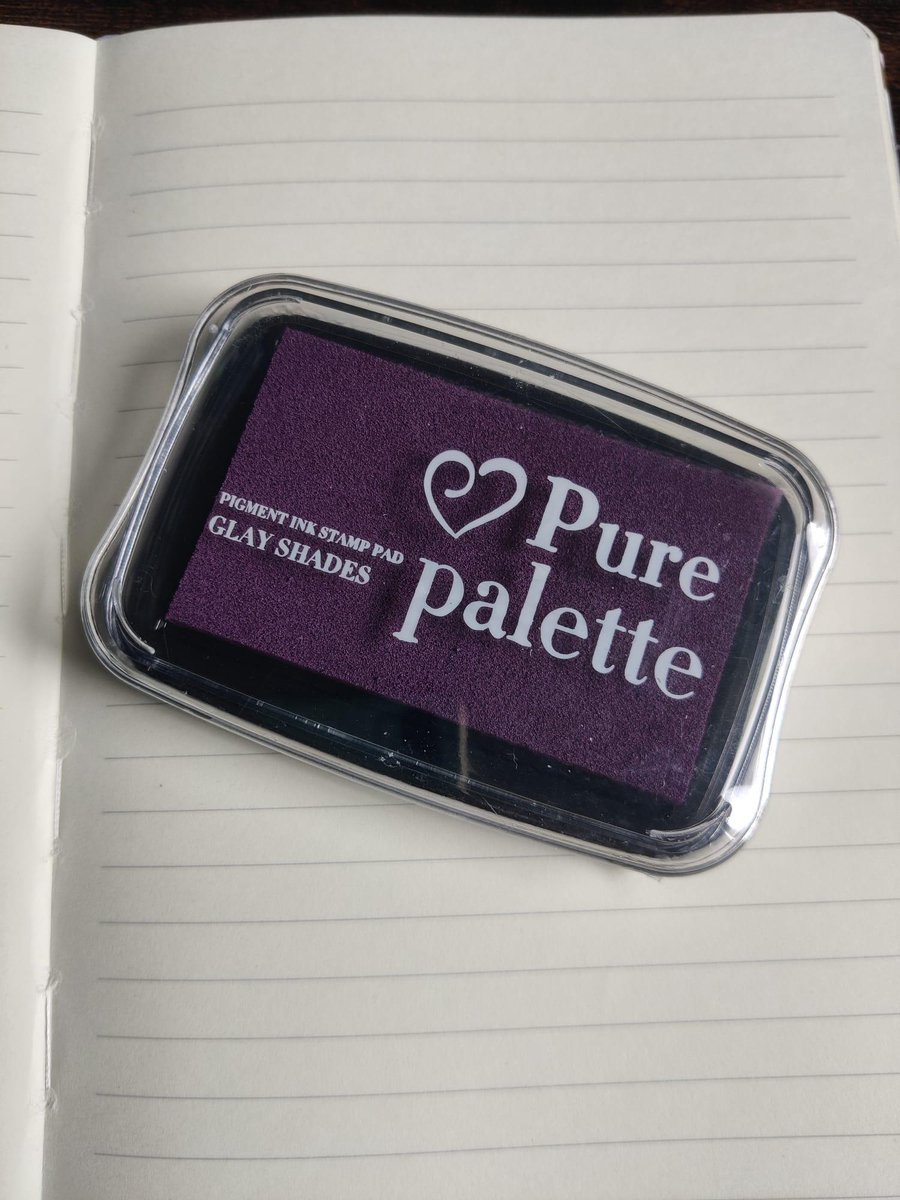 Pure
palette
PIGMENT INK STAMP PAD
GLAY SHADES